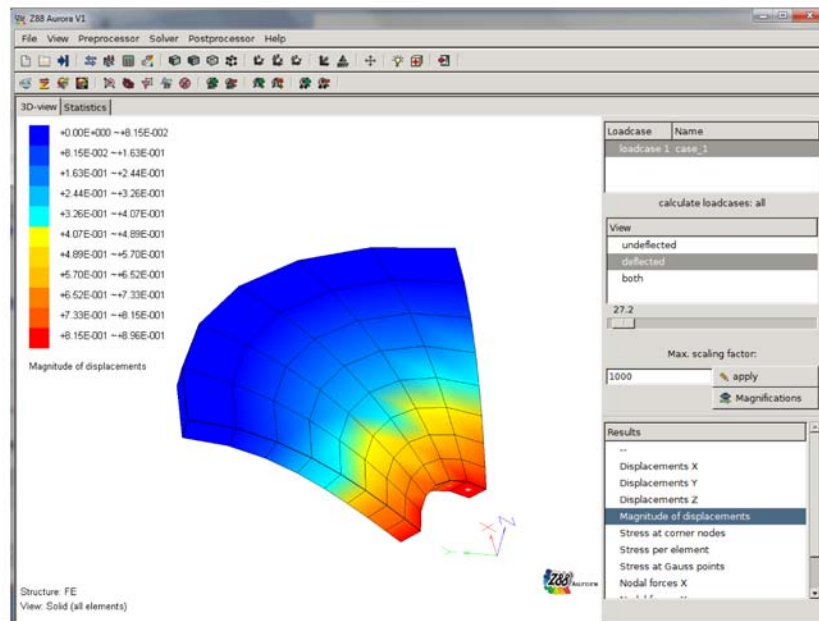 Z88 Aurora V1
File View Preprocessor Solver Postprocessor Help
3D-view Statistics
+0.00E+000 ~+8.15E-002
+8.15E-002 ~+1.63E-001
+1.63E-001 ~+2.44E-001
+2.44E-001 ~+3.26E-001
+3.26E-001 ~+4.07E-001
+4.07E-001 ~+4.89E-001
+4.89E-001 ~+5.70E-001
+5.70E-001 ~+6.52E-001
+6.52E-001 ~+7.33E-001
+7.33E-001 ~+8.15E-001
+8.15E-001 ~+8.96E-001
Magnitude of displacements
Y X Z
Z88 Aurora
Structure: FE
View: Solid (all elements)
Loadcase Name
loadcase 1 case_1
calculate loadcases: all
View
undeflected
deflected
both
27.2
Max. scaling factor:
1000 apply
Magnifications
Results
--
Displacements X
Displacements Y
Displacements Z
Magnitude of displacements
Stress at corner nodes
Stress per element
Stress at Gauss points
Nodal forces X